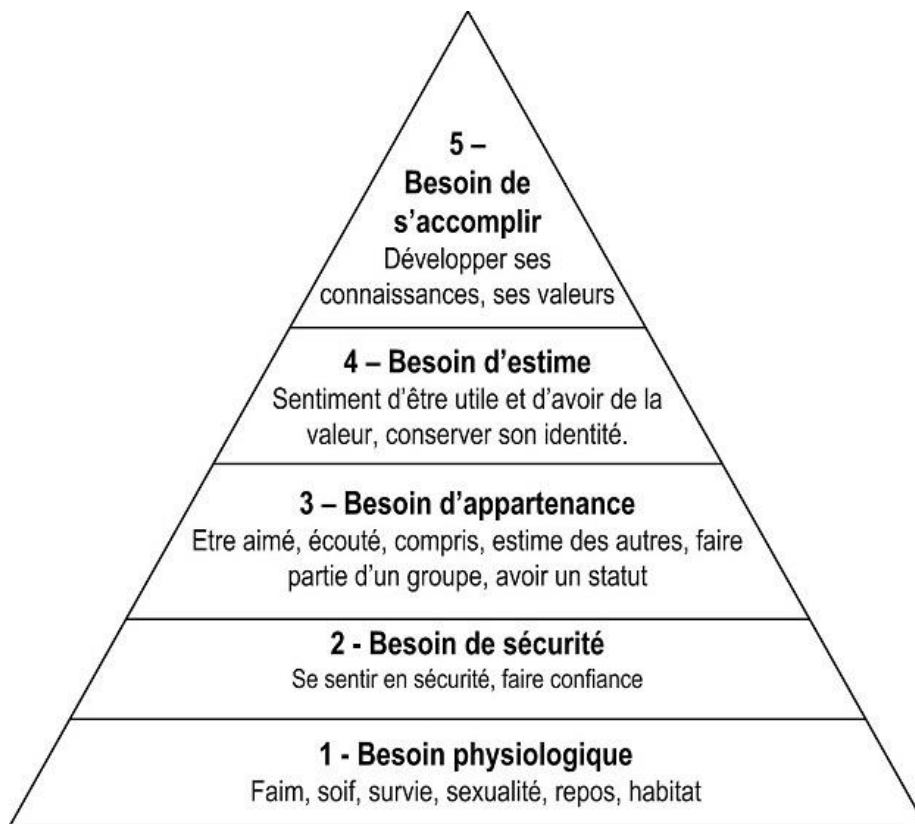 5 –
Besoin de
s’accomplir
Développer ses
connaissances, ses valeurs
4 – Besoin d’estime
Sentiment d’être utile et d’avoir de la
valeur, conserver son identité.
3 – Besoin d’appartenance
Etre aimé, écouté, compris, estime des autres, faire
partie d’un groupe, avoir un statut
2 - Besoin de sécurité
Se sentir en sécurité, faire confiance
1 - Besoin physiologique
Faim, soif, survie, sexualité, repos, habitat